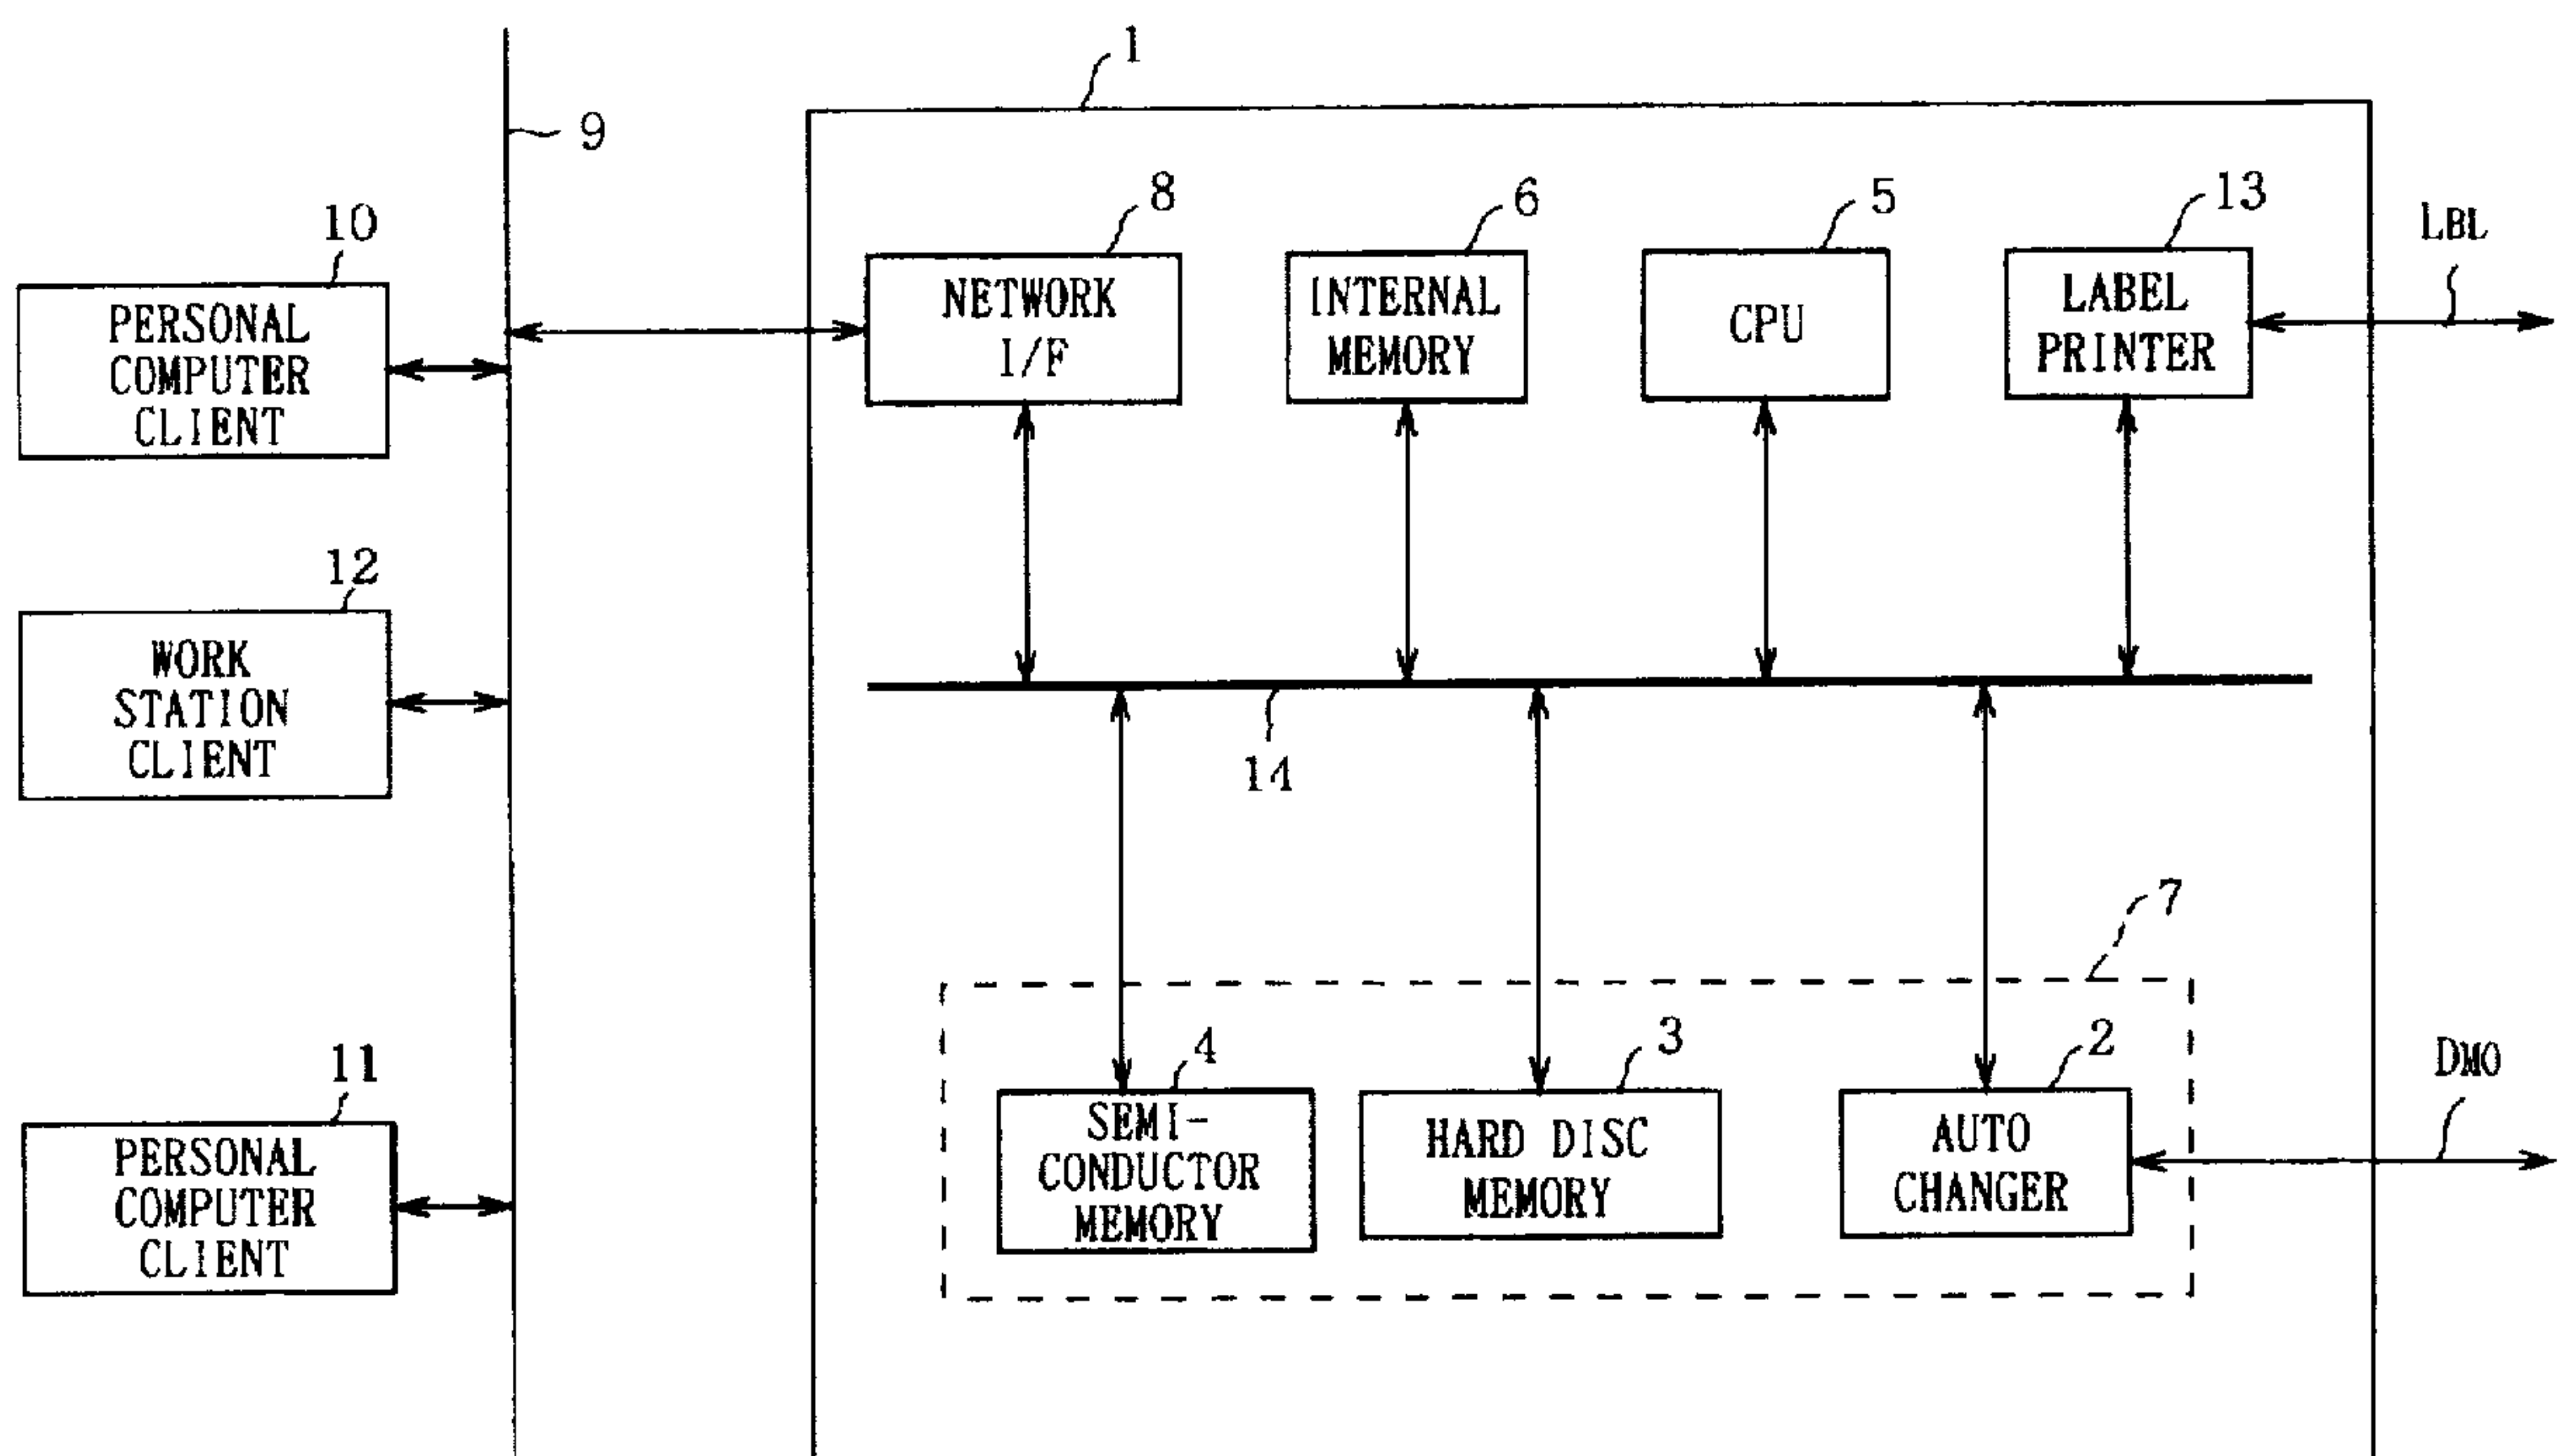 1
9
8
6
5
13
LBL
10
NETWORK
I/F
INTERNAL
MEMORY
CPU
LABEL
PRINTER
PERSONAL
COMPUTER
CLIENT
12
WORK
STATION
CLIENT
14
7
4
3
2
DMO
11
SEMI-
CONDUCTOR
MEMORY
HARD DISC
MEMORY
AUTO
CHANGER
PERSONAL
COMPUTER
CLIENT